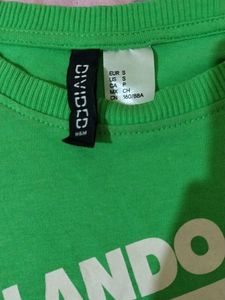 DIVIDED
H&M
EUR S
US S
CA P
MX CH
CN 160/88A
LANDO